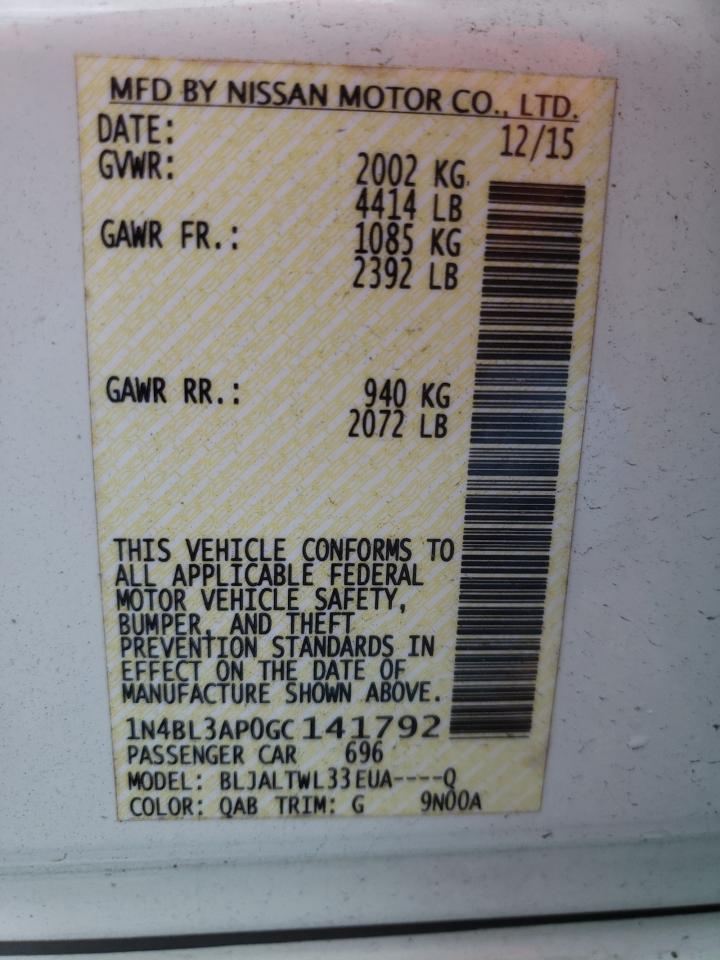 MFD BY NISSAN MOTOR CO., LTD.
DATE: 12/15
GVWR: 2002 KG
4414 LB
GAWR FR.: 1085 KG
2392 LB
GAWR RR.: 940 KG
2072 LB
THIS VEHICLE CONFORMS TO
ALL APPLICABLE FEDERAL
MOTOR VEHICLE SAFETY,
BUMPER, AND THEFT
PREVENTION STANDARDS IN
EFFECT ON THE DATE OF
MANUFACTURE SHOWN ABOVE.
1N4BL3AP0GC141792
PASSENGER CAR 696
MODEL: BLJALTWL33EUA----Q
COLOR: QAB TRIM: G 9N00A